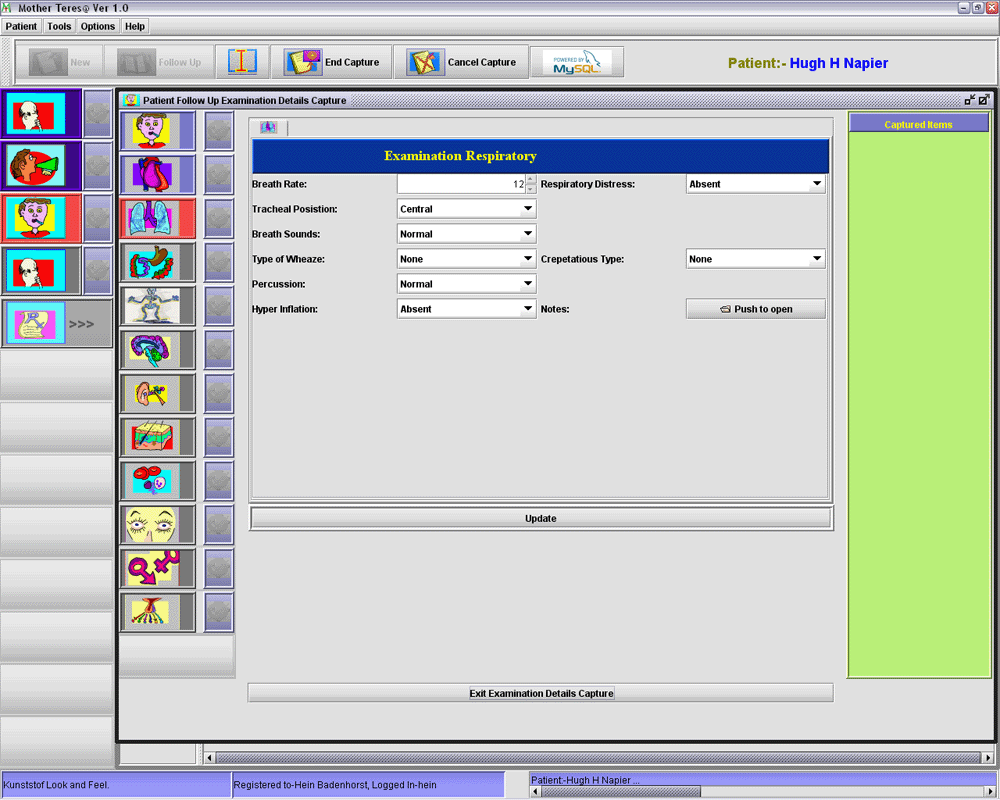 Mother Teres@ Ver 1.0
Patient Tools Options Help
New Follow Up End Capture Cancel Capture POWERED BY MySQL Patient:- Hugh H Napier
Patient Follow Up Examination Details Capture
Captured Items
Examination Respiratory
Breath Rate: 12 Respiratory Distress: Absent
Tracheal Posistion: Central
Breath Sounds: Normal
Type of Wheaze: None Crepetatious Type: None
Percussion: Normal
Hyper Inflation: Absent Notes: Push to open
>>>
Update
Exit Examination Details Capture
Kunststof Look and Feel. Registered to-Hein Badenhorst, Logged In-hein Patient:-Hugh H Napier ...